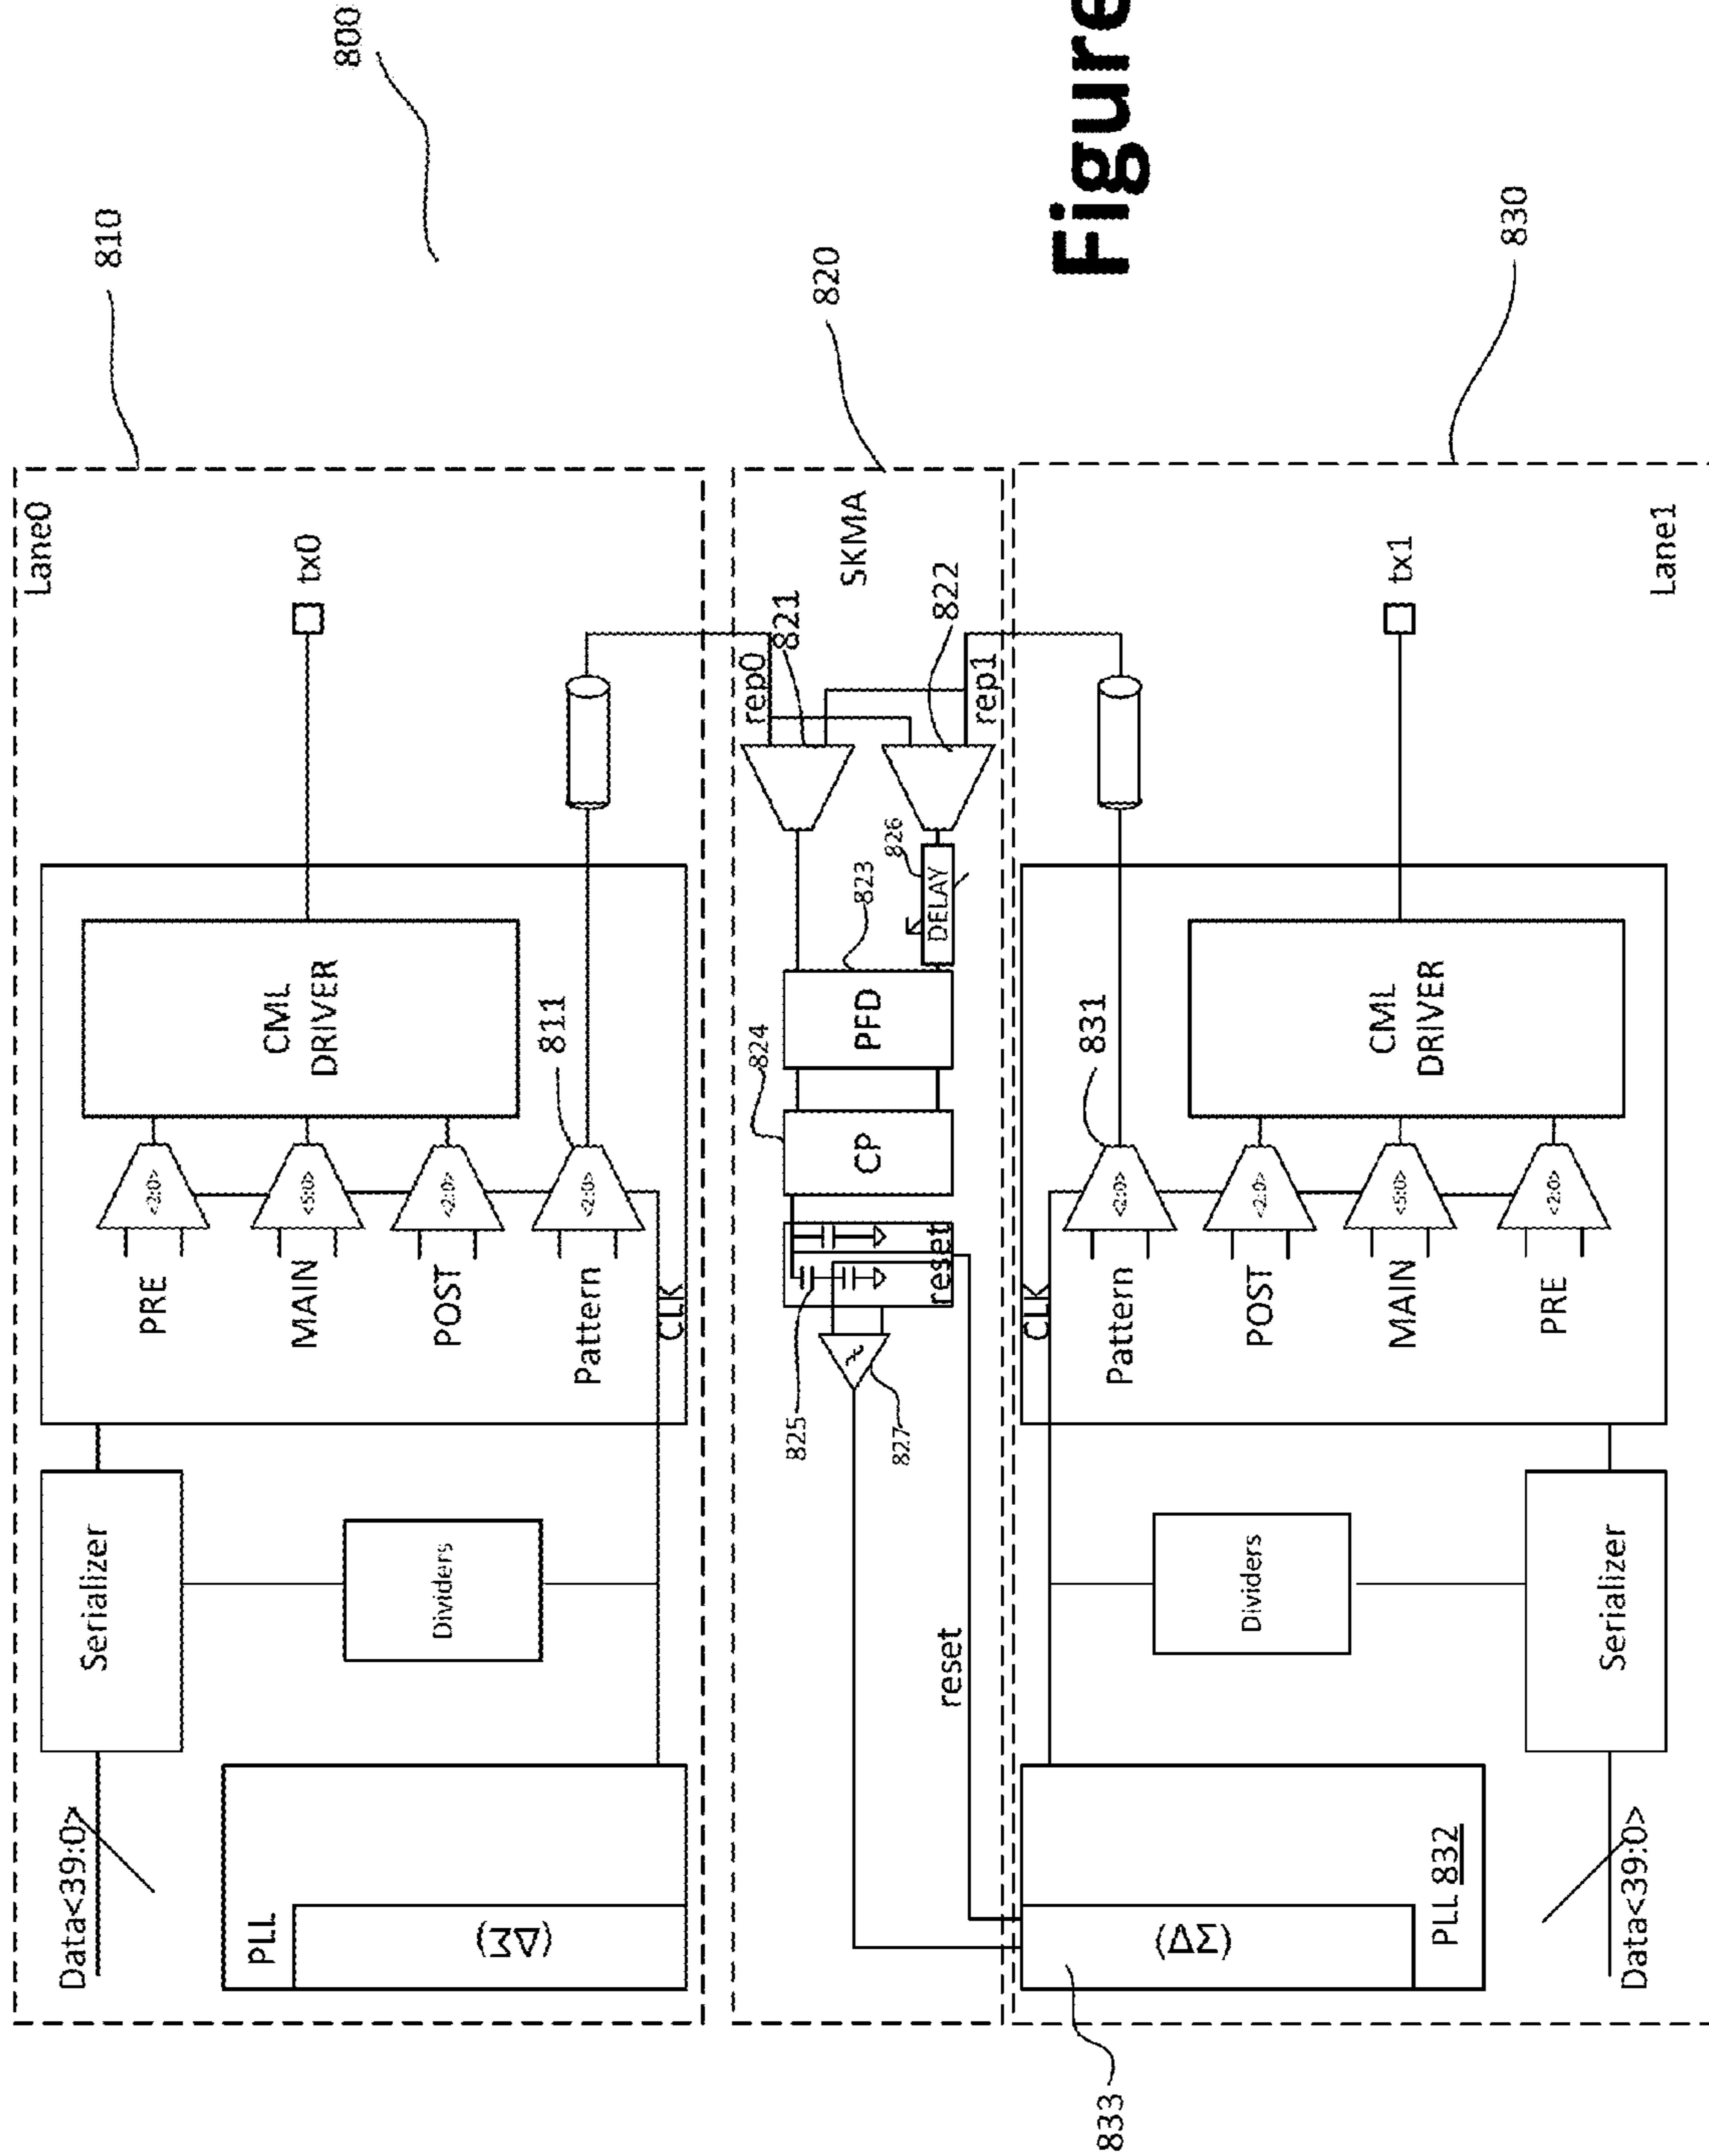 800
810
Lane0
tx0
Data<39:0>
Serializer
PLL
(ΔΣ)
Dividers
PRE
<2:0>
MAIN
<5:0>
POST
<2:0>
Pattern
<2:0>
CLK
CML
DRIVER
811
820
SKMA
rep0
821
822
rep1
826
DELAY
823
PFD
824
CP
reset
825
827
reset
Figure
830
Lane1
tx1
831
CML
DRIVER
CLK
Pattern
<2:0>
POST
<2:0>
MAIN
<5:0>
PRE
<2:0>
Dividers
Serializer
(ΔΣ)
PLL 832
Data<39:0>
833